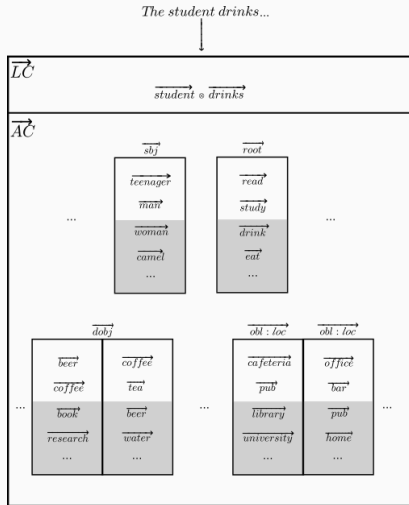 The student drinks...
LC
student ⊚ drinks
AC
sbj root
teenager read
man study
... woman drink ...
camel eat
... ...
dobj obl : loc obl : loc
beer coffee cafeteria office
coffee tea pub bar
... book beer ... library pub ...
research water university home
... ... ... ...